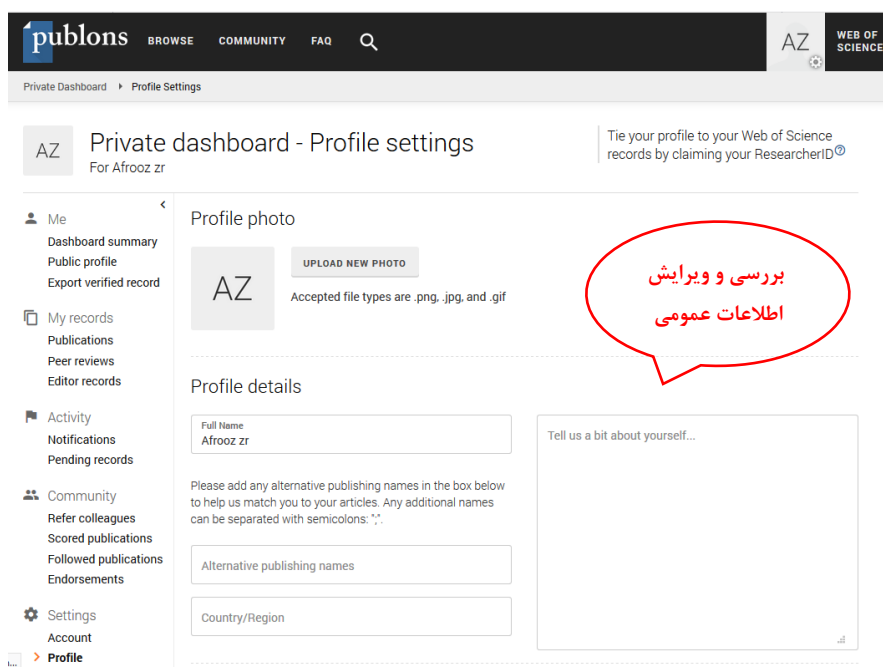 publons BROWSE COMMUNITY FAQ AZ WEB OF SCIENCE
Private Dashboard Profile Settings
AZ
Private dashboard - Profile settings
For Afrooz zr
Tie your profile to your Web of Science
records by claiming your ResearcherID
Me
Dashboard summary
Public profile
Export verified record
My records
Publications
Peer reviews
Editor records
Activity
Notifications
Pending records
Community
Refer colleagues
Scored publications
Followed publications
Endorsements
Settings
Account
Profile
Profile photo
AZ
UPLOAD NEW PHOTO
Accepted file types are .png, .jpg, and .gif
بررسی و ویرایش
اطلاعات عمومی
Profile details
Full Name
Afrooz zr
Please add any alternative publishing names in the box below
to help us match you to your articles. Any additional names
can be separated with semicolons: ";".
Alternative publishing names
Country/Region
Tell us a bit about yourself...